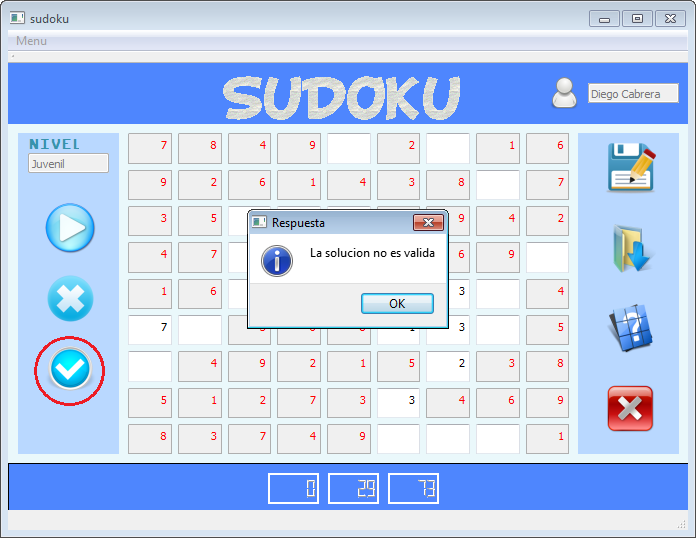 sudoku
Menu
SUDOKU
Diego Cabrera
NIVEL
Juvenil
7 8 4 9 2 1 6
9 2 6 1 4 3 8 7
3 5 9 4 2
4 7 6 9
1 6 3 4
7 3 5
4 9 2 1 5 2 3 8
5 1 2 7 3 3 4 6 9
8 3 7 4 9 1
Respuesta
La solucion no es valida
OK
0 29 73